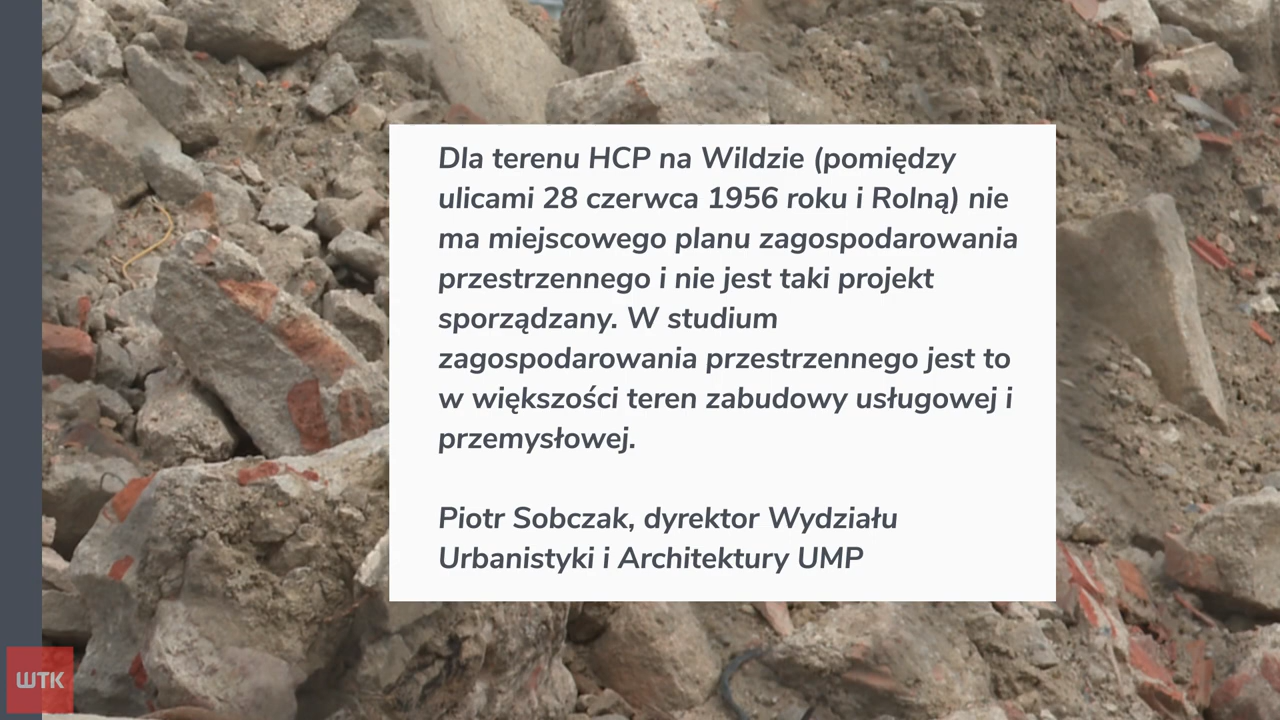 Dla terenu HCP na Wildzie (pomiędzy
ulicami 28 czerwca 1956 roku i Rolną) nie
ma miejscowego planu zagospodarowania
przestrzennego i nie jest taki projekt
sporządzany. W studium
zagospodarowania przestrzennego jest to
w większości teren zabudowy usługowej i
przemysłowej.
Piotr Sobczak, dyrektor Wydziału
Urbanistyki i Architektury UMP
WTK